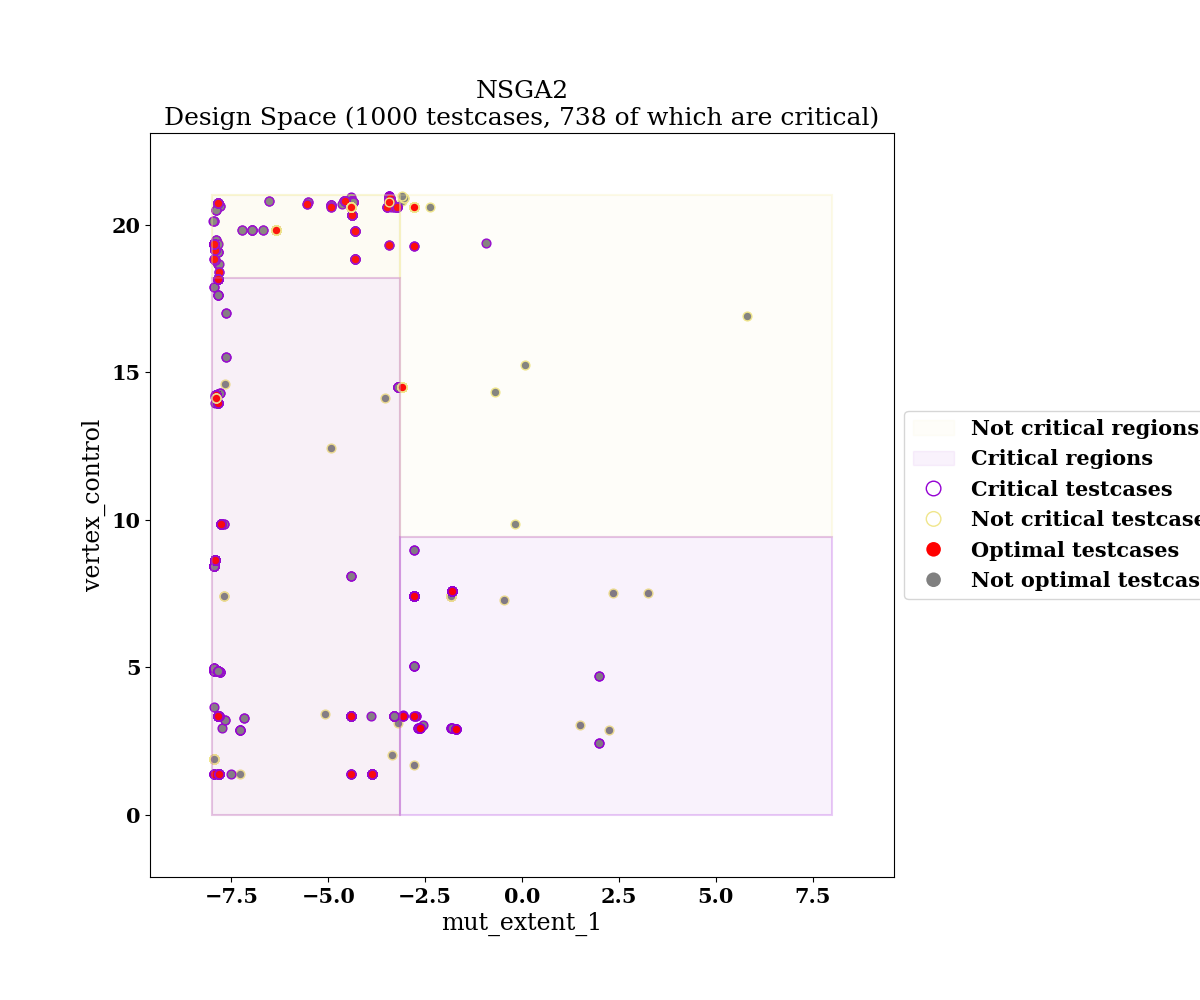 NSGA2
Design Space (1000 testcases, 738 of which are critical)
20
15
10
5
0
vertex_control
−7.5 −5.0 −2.5 0.0 2.5 5.0 7.5
mut_extent_1
Not critical regions
Critical regions
Critical testcases
Not critical testcase
Optimal testcases
Not optimal testcas